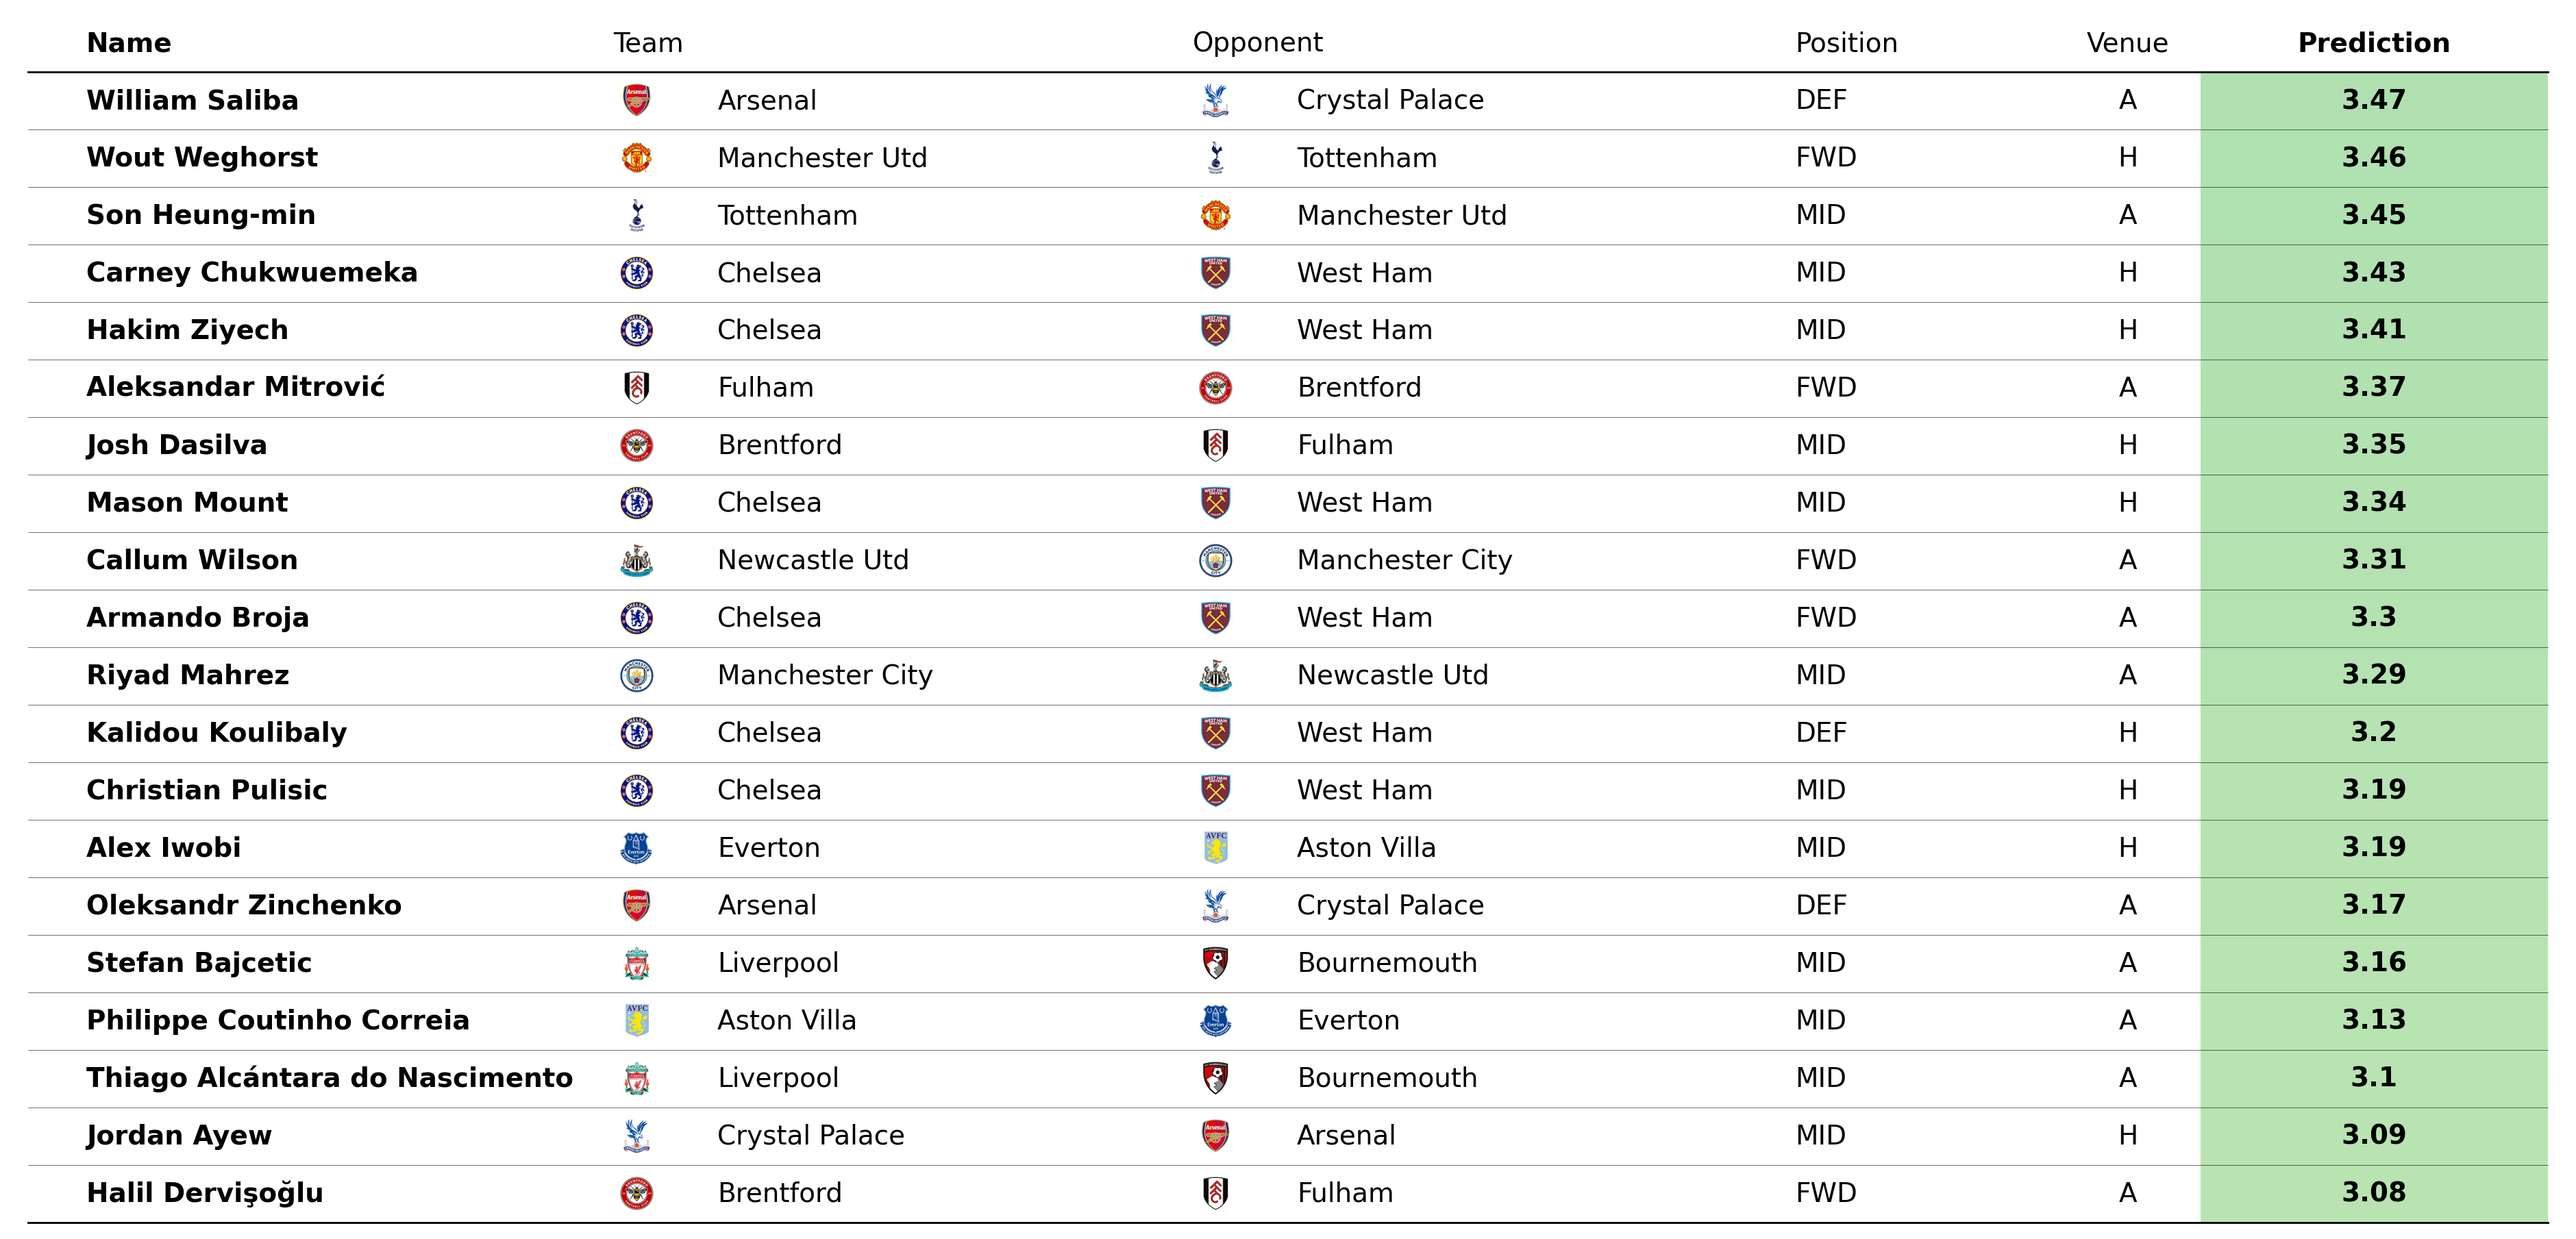 Name Team Opponent Position Venue Prediction
William Saliba Arsenal Crystal Palace DEF A 3.47
Wout Weghorst Manchester Utd Tottenham FWD H 3.46
Son Heung-min Tottenham Manchester Utd MID A 3.45
Carney Chukwuemeka Chelsea West Ham MID H 3.43
Hakim Ziyech Chelsea West Ham MID H 3.41
Aleksandar Mitrović Fulham Brentford FWD A 3.37
Josh Dasilva Brentford Fulham MID H 3.35
Mason Mount Chelsea West Ham MID H 3.34
Callum Wilson Newcastle Utd Manchester City FWD A 3.31
Armando Broja Chelsea West Ham FWD A 3.3
Riyad Mahrez Manchester City Newcastle Utd MID A 3.29
Kalidou Koulibaly Chelsea West Ham DEF H 3.2
Christian Pulisic Chelsea West Ham MID H 3.19
Alex Iwobi Everton Aston Villa MID H 3.19
Oleksandr Zinchenko Arsenal Crystal Palace DEF A 3.17
Stefan Bajcetic Liverpool Bournemouth MID A 3.16
Philippe Coutinho Correia Aston Villa Everton MID A 3.13
Thiago Alcántara do Nascimento Liverpool Bournemouth MID A 3.1
Jordan Ayew Crystal Palace Arsenal MID H 3.09
Halil Dervişoğlu Brentford Fulham FWD A 3.08